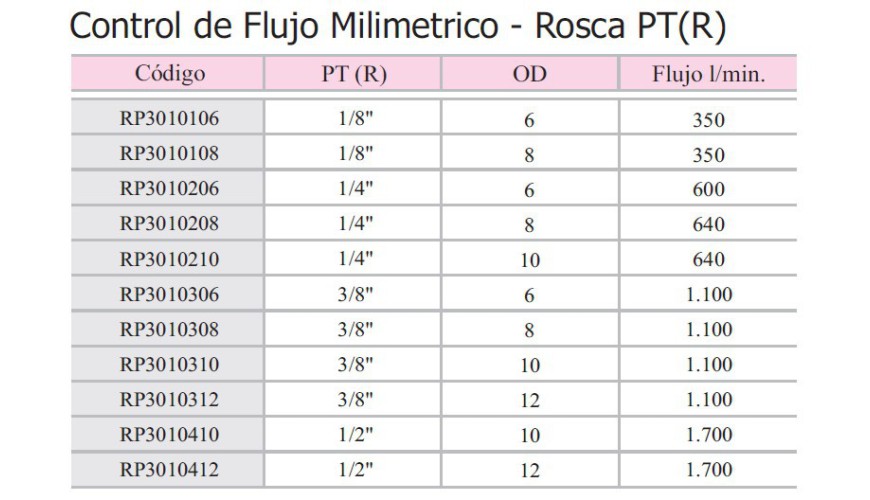 Control de Flujo Milimetrico - Rosca PT(R)
Código PT (R) OD Flujo l/min.
RP3010106 1/8" 6 350
RP3010108 1/8" 8 350
RP3010206 1/4" 6 600
RP3010208 1/4" 8 640
RP3010210 1/4" 10 640
RP3010306 3/8" 6 1.100
RP3010308 3/8" 8 1.100
RP3010310 3/8" 10 1.100
RP3010312 3/8" 12 1.100
RP3010410 1/2" 10 1.700
RP3010412 1/2" 12 1.700